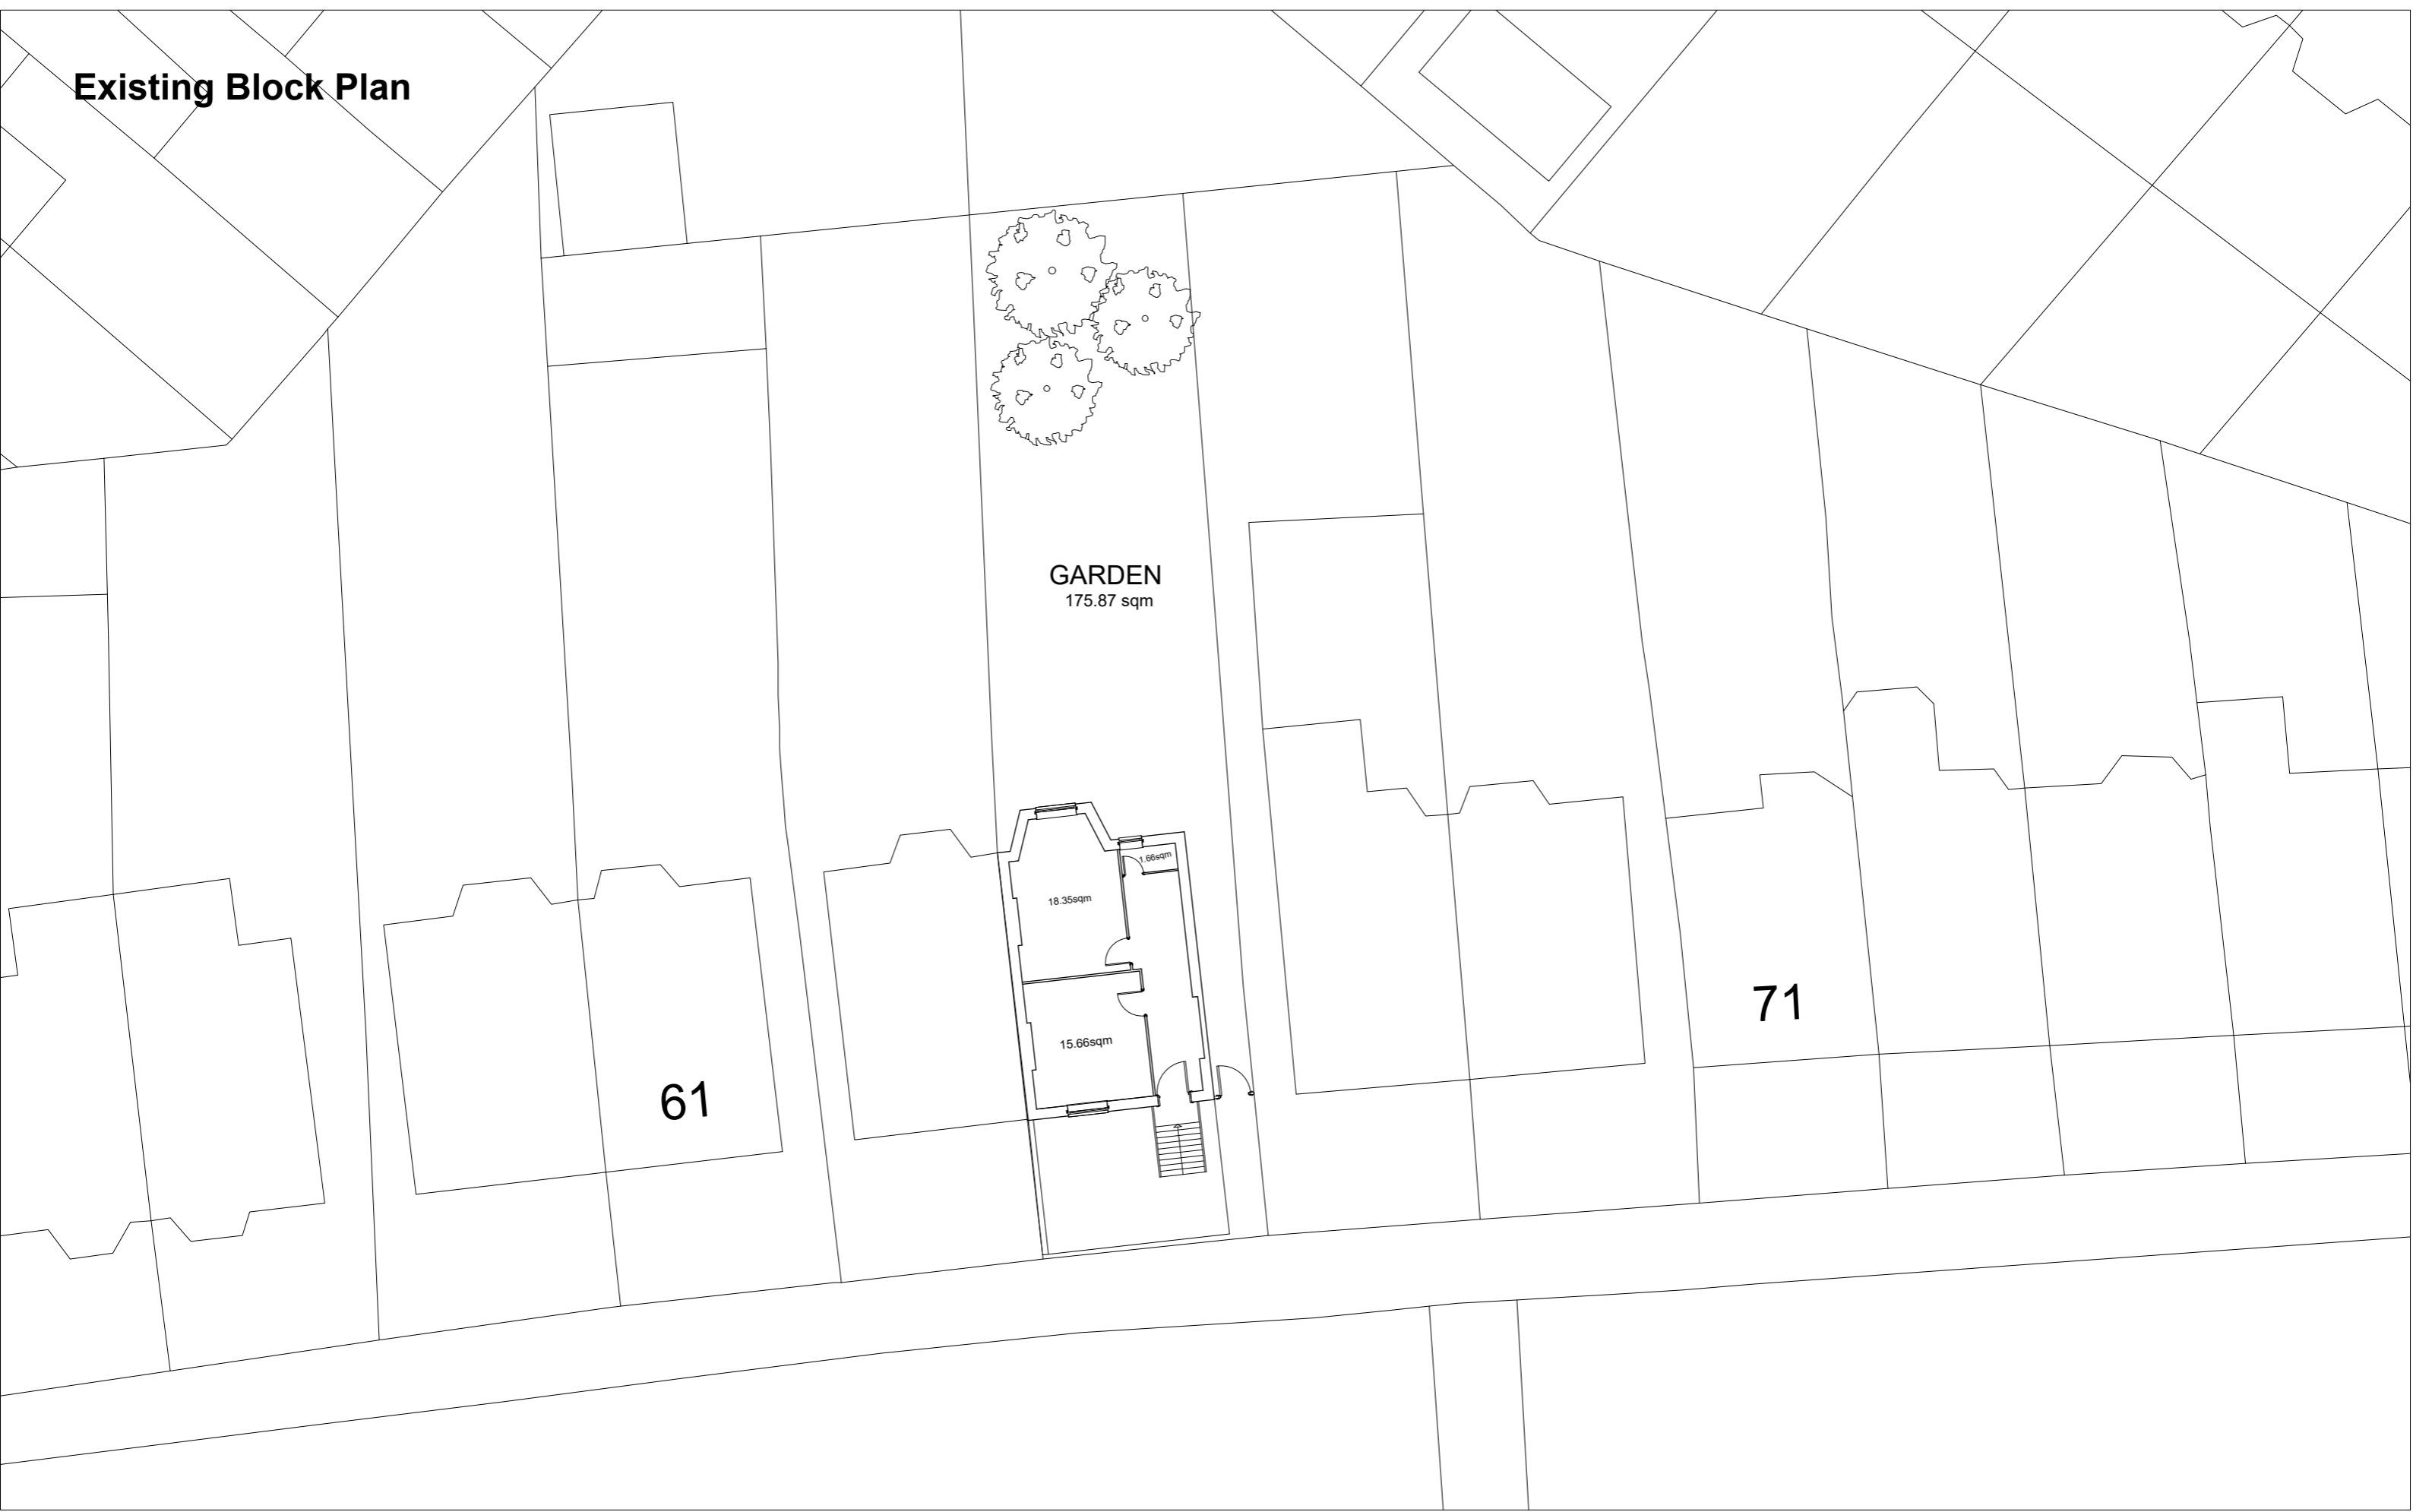 Existing Block Plan
GARDEN
175.87 sqm
1.66sqm
18.35sqm
15.66sqm
61
71